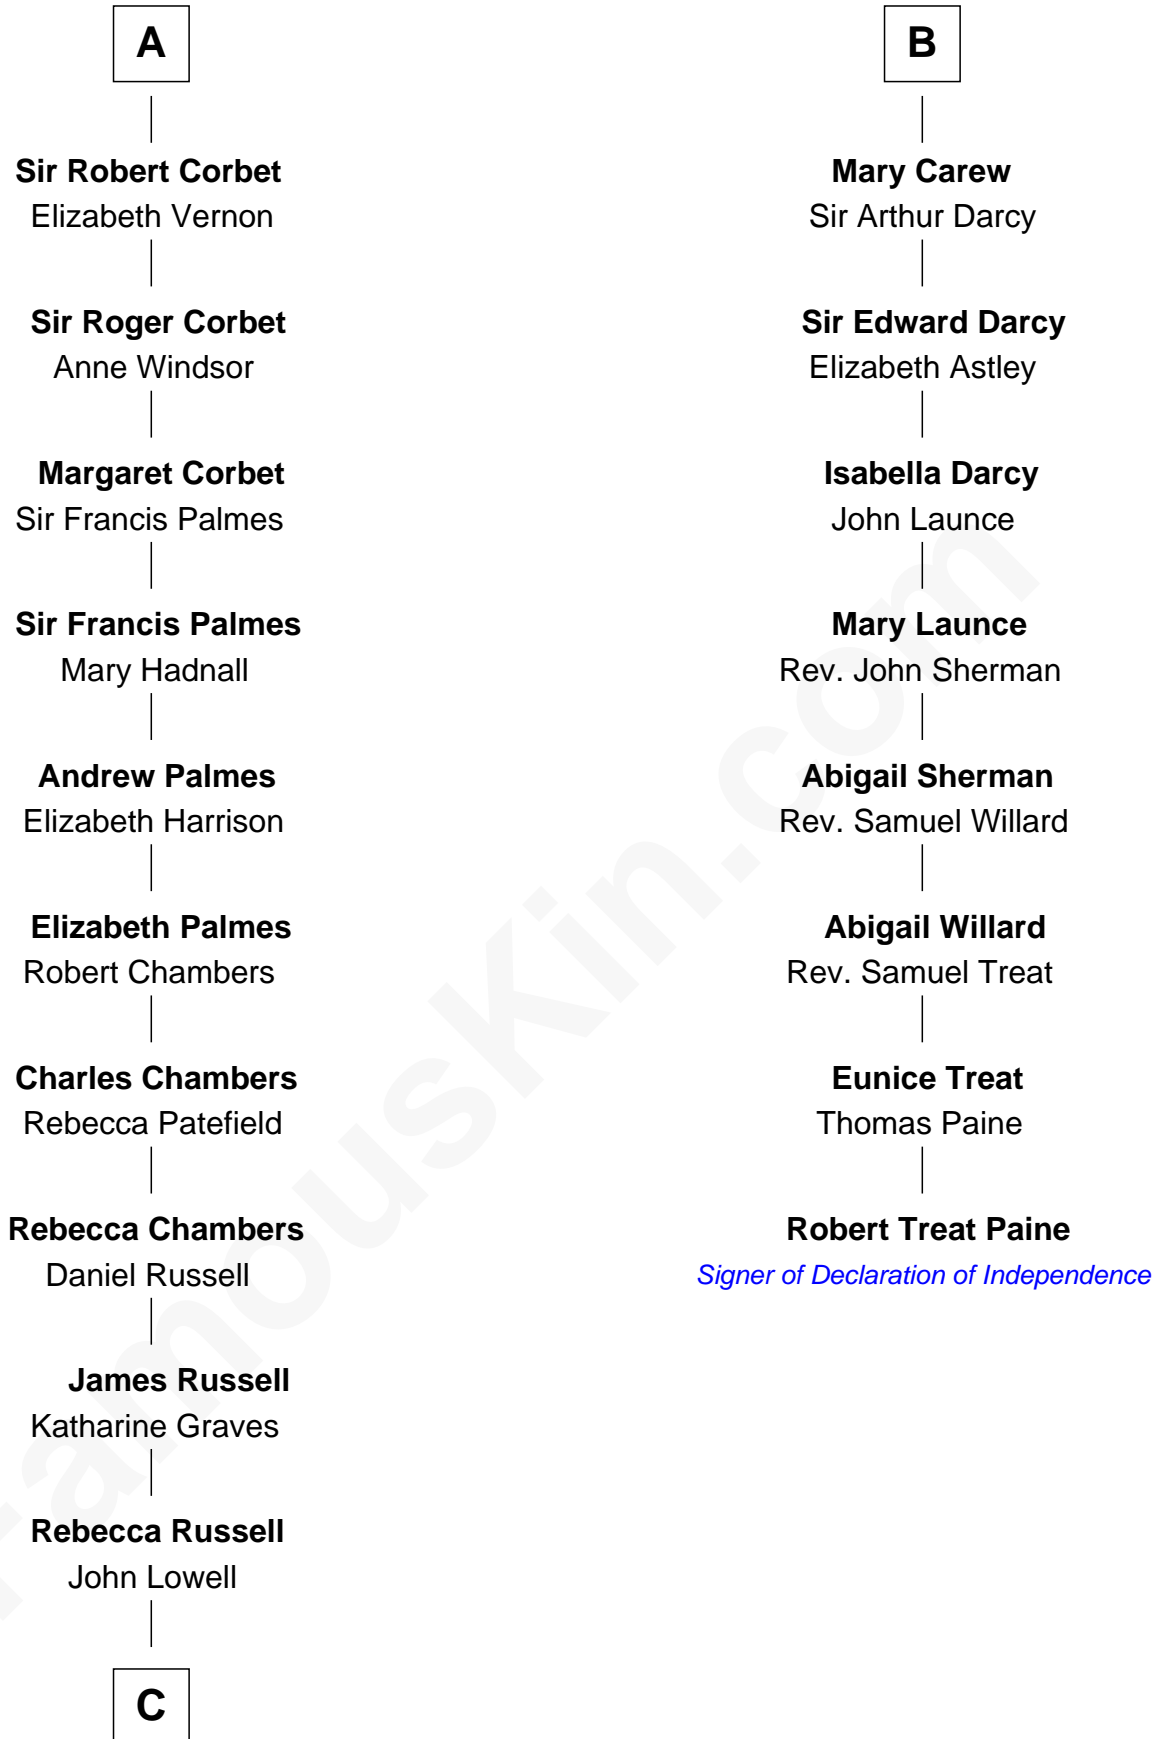 A
Sir Robert Corbet
Elizabeth Vernon
Sir Roger Corbet
Anne Windsor
Margaret Corbet
Sir Francis Palmes
Sir Francis Palmes
Mary Hadnall
Andrew Palmes
Elizabeth Harrison
Elizabeth Palmes
Robert Chambers
Charles Chambers
Rebecca Patefield
Rebecca Chambers
Daniel Russell
James Russell
Katharine Graves
Rebecca Russell
John Lowell
C
B
Mary Carew
Sir Arthur Darcy
Sir Edward Darcy
Elizabeth Astley
Isabella Darcy
John Launce
Mary Launce
Rev. John Sherman
Abigail Sherman
Rev. Samuel Willard
Abigail Willard
Rev. Samuel Treat
Eunice Treat
Thomas Paine
Robert Treat Paine
Signer of Declaration of Independence
FamousKin.com